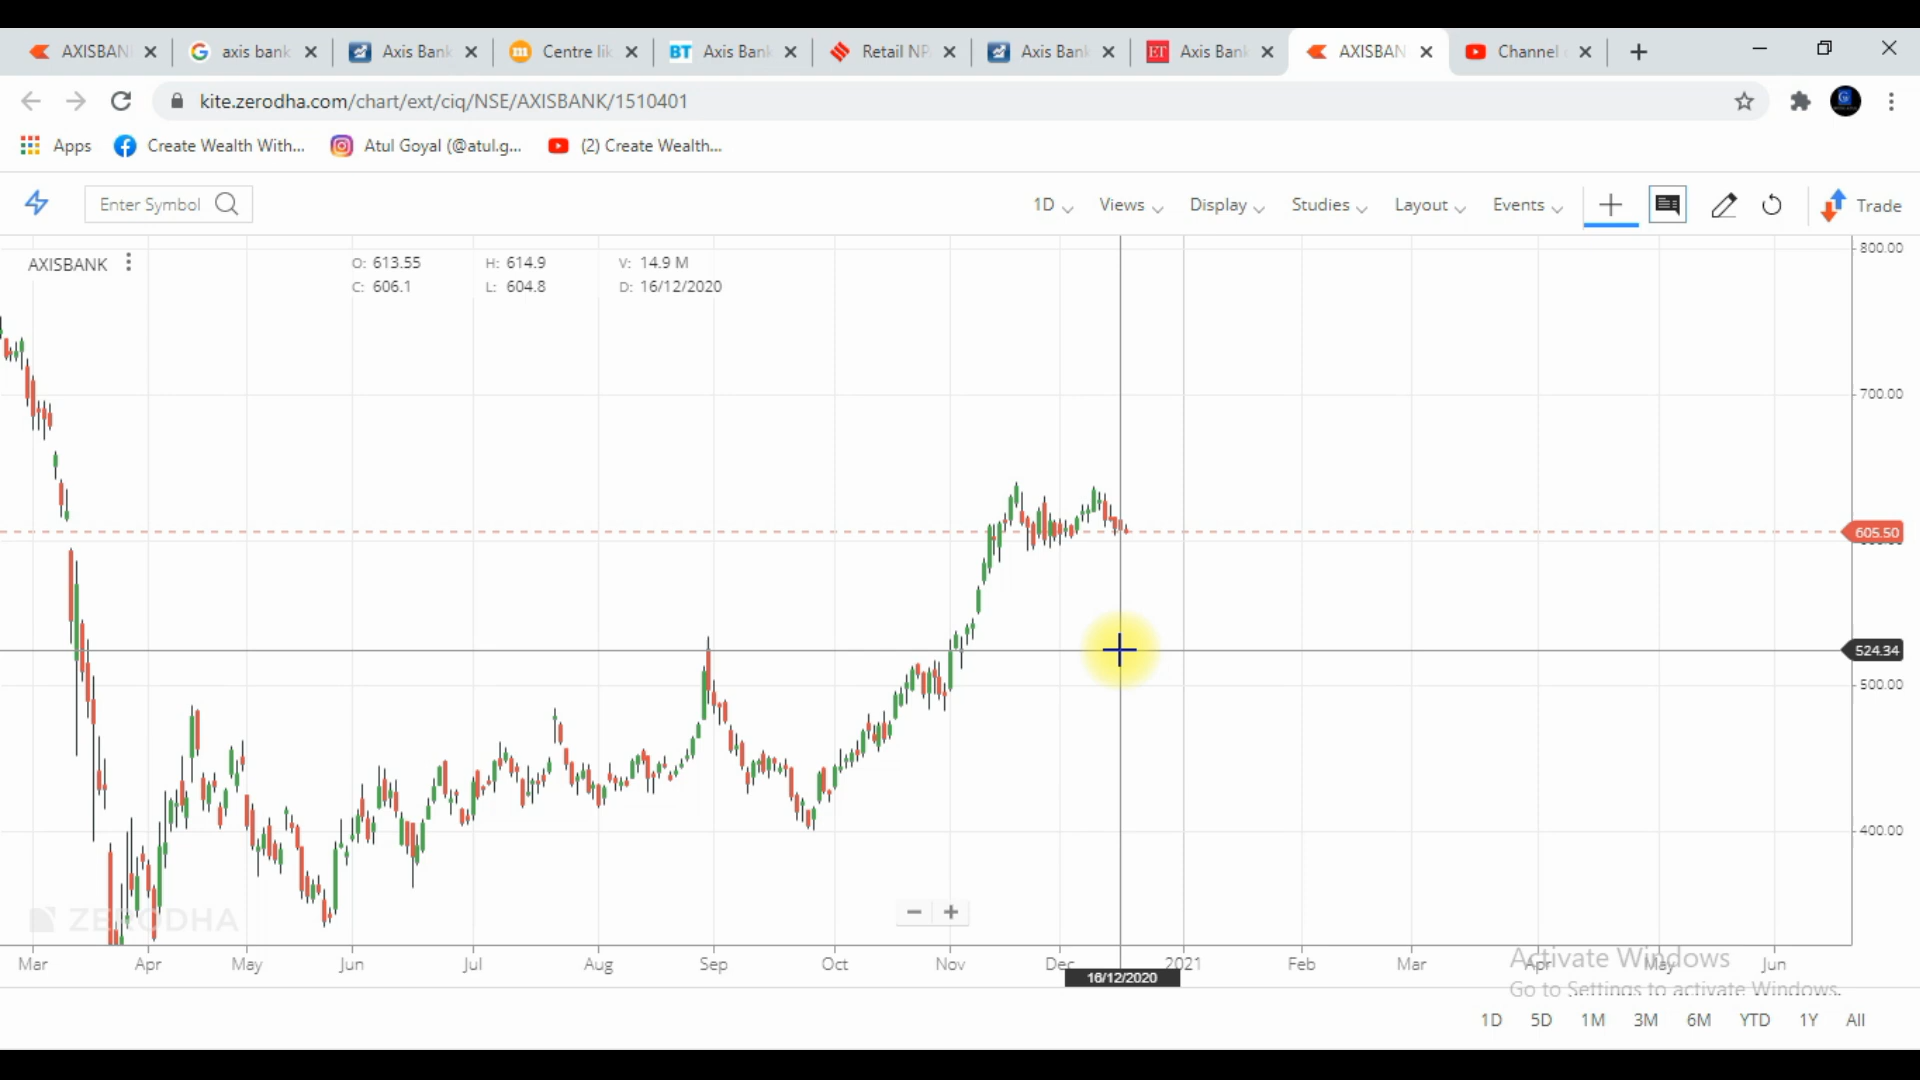 AXISBAN
axis bank
Axis Bank
Centre lik
BT Axis Bank
Retail NP
Axis Bank
ET Axis Bank
AXISBAN
Channel
kite.zerodha.com/chart/ext/ciq/NSE/AXISBANK/1510401
Apps Create Wealth With... Atul Goyal (@atul.g... (2) Create Wealth...
Enter Symbol 1D Views Display Studies Layout Events Trade
AXISBANK O: 613.55 H: 614.9 V: 14.9 M
C: 606.1 L: 604.8 D: 16/12/2020
800.00
700.00
605.50
524.34
500.00
400.00
ZERODHA
Mar Apr May Jun Jul Aug Sep Oct Nov Dec 2021 Feb Mar Apr May Jun
16/12/2020
Activate Windows
Go to Settings to activate Windows.
1D 5D 1M 3M 6M YTD 1Y All